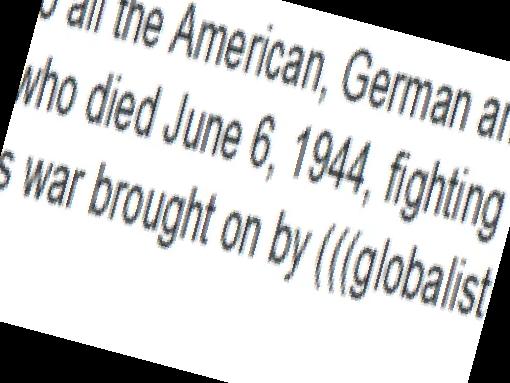 all the American, German
who died June 6, 1944, fighting
war brought on by (((globalist